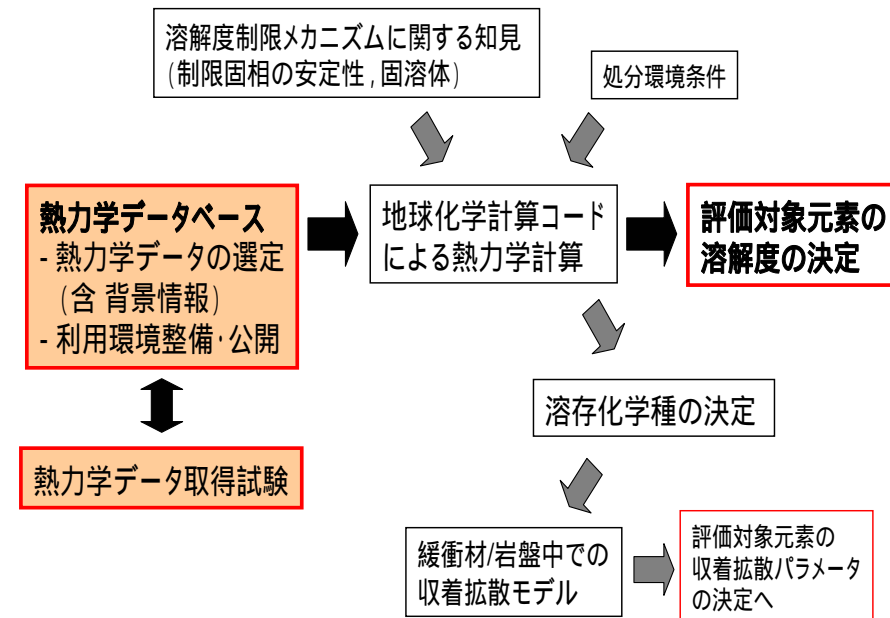 溶解度制限メカニズムに関する知見
(制限固相の安定性,固溶体)
処分環境条件
熱力学データベース
- 熱力学データの選定
(含 背景情報)
- 利用環境整備･公開
地球化学計算コード
による熱力学計算
評価対象元素の
溶解度の決定
熱力学データ取得試験
溶存化学種の決定
緩衝材/岩盤中での
収着拡散モデル
評価対象元素の
収着拡散パラメータ
の決定へ